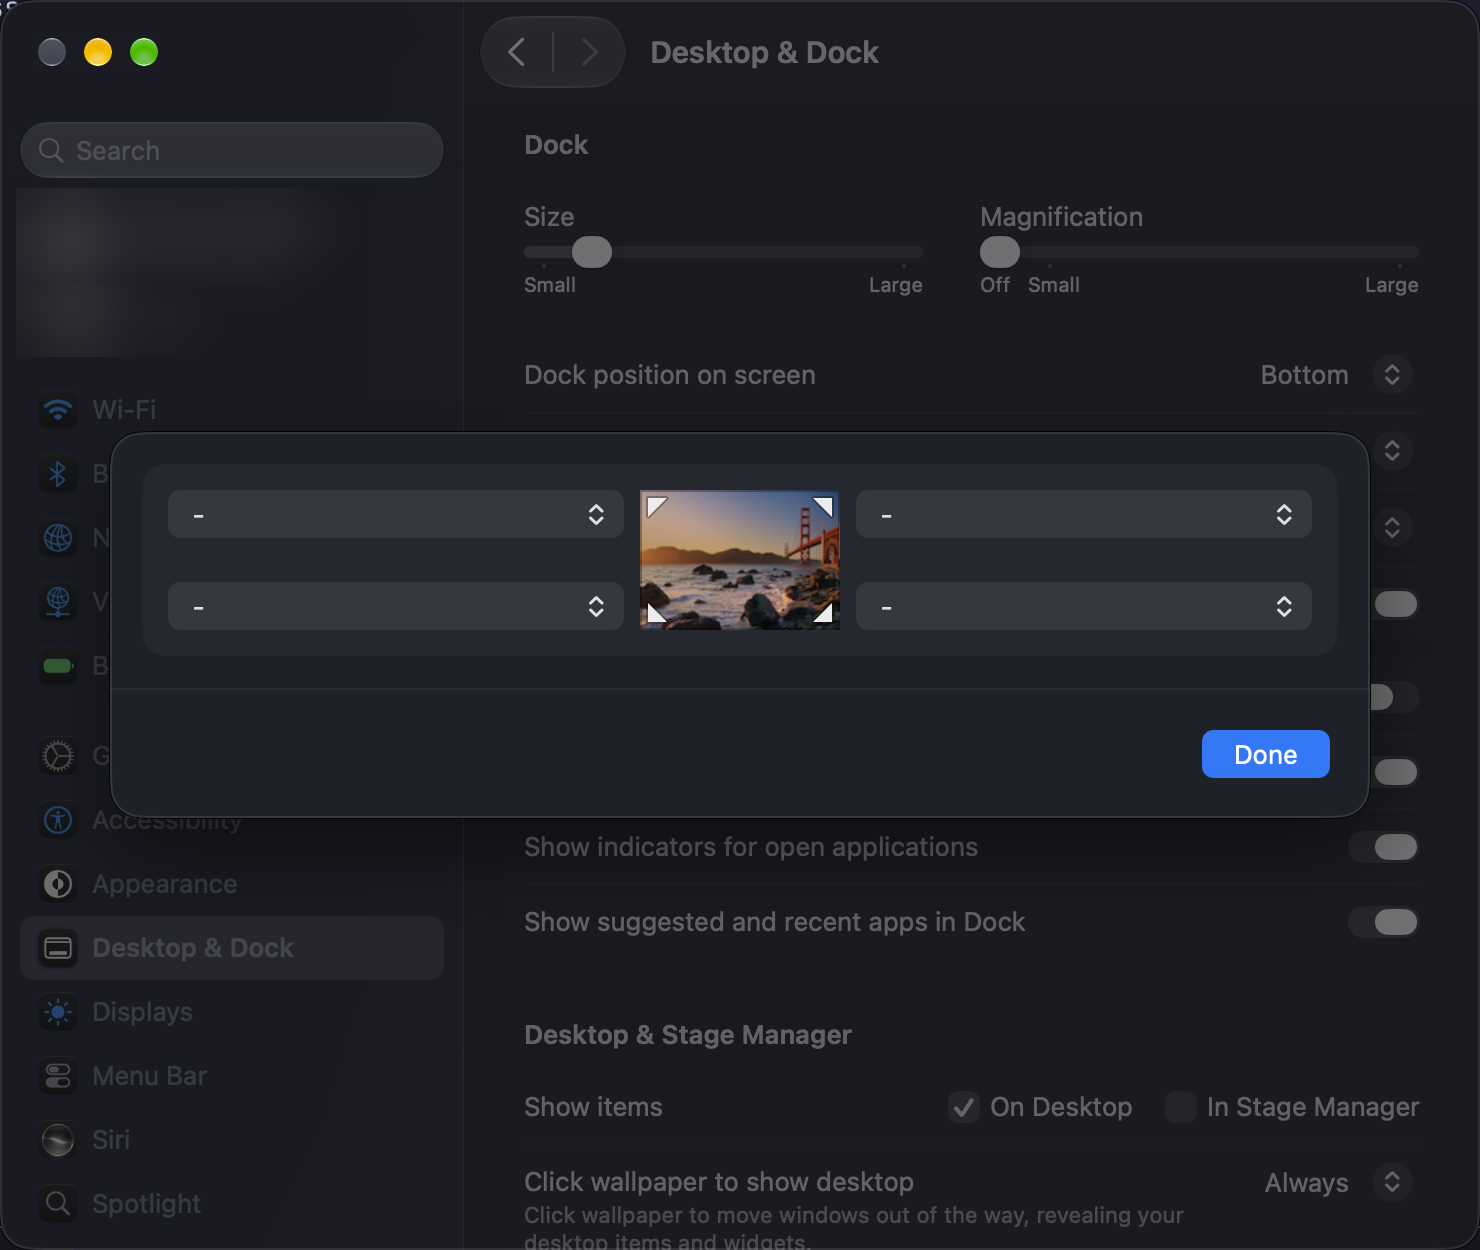 Desktop & Dock
Search
Wi-Fi
B
N
V
B
G
Accessibility
Appearance
Desktop & Dock
Displays
Menu Bar
Siri
Spotlight
Dock
Size
Magnification
Small
Large
Off
Small
Large
Dock position on screen
Bottom
-
-
-
-
Done
Show indicators for open applications
Show suggested and recent apps in Dock
Desktop & Stage Manager
Show items
On Desktop
In Stage Manager
Click wallpaper to show desktop
Always
Click wallpaper to move windows out of the way, revealing your
desktop items and widgets.